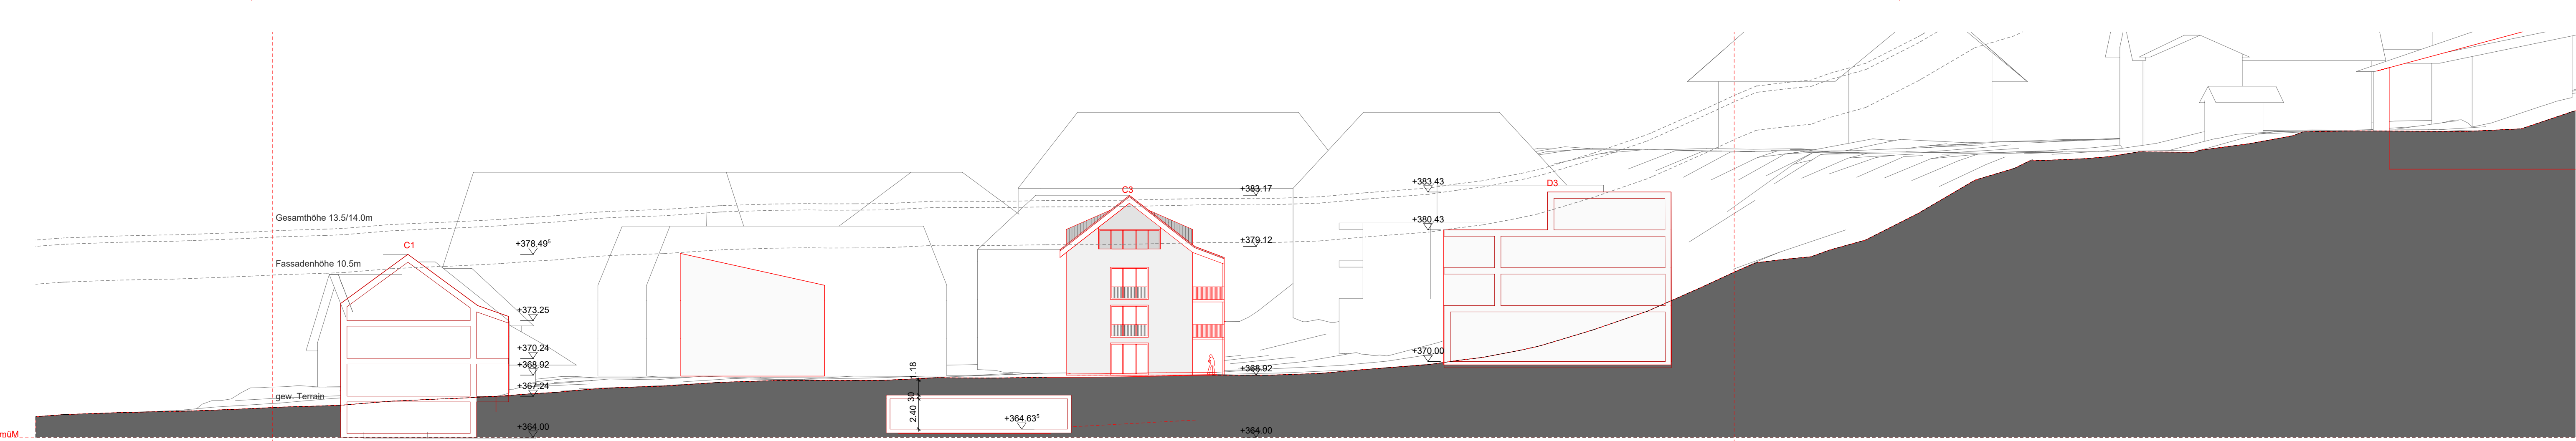 Gesamthöhe 13.5/14.0m
Fassadenhöhe 10.5m
gew. Terrain
müM
C1
+378.49⁵
+373.25
+370.24
+368.92
+367.24
+364.00
1.18
30
2.40
+364.63⁵
C3
+383.17
+379.12
+368.92
+364.00
+383.43
+380.43
+370.00
D3